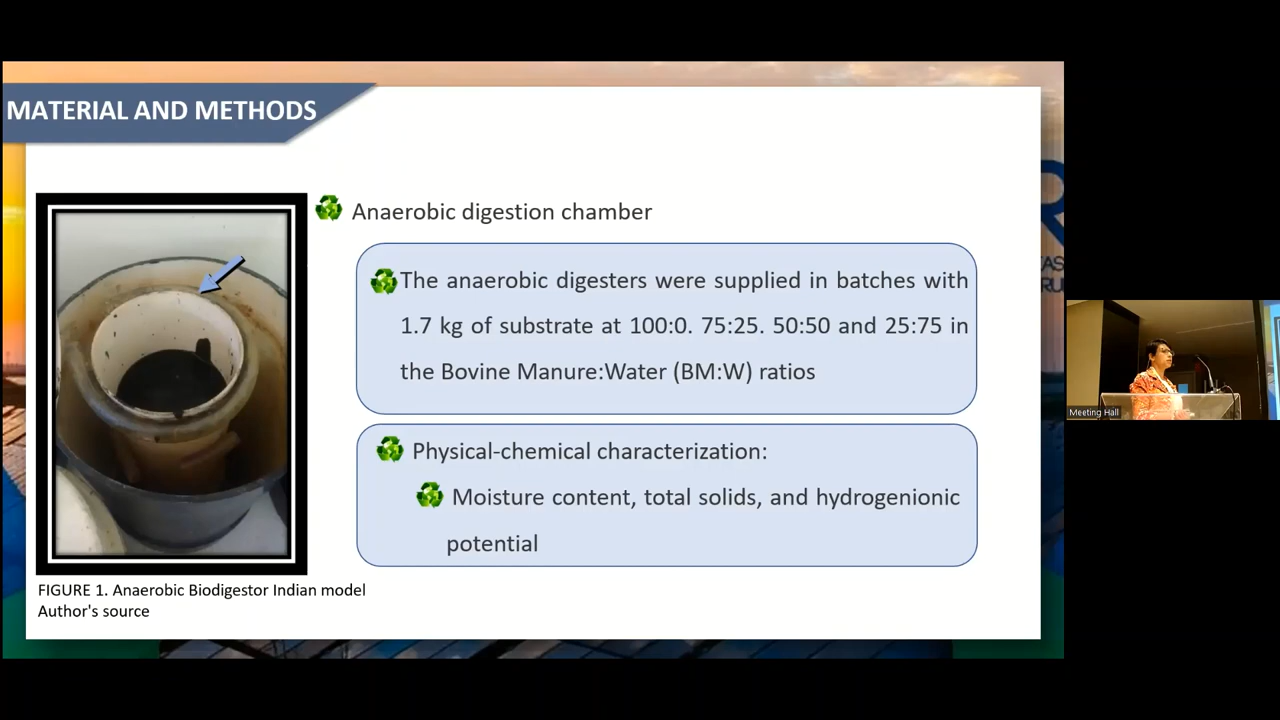 MATERIAL AND METHODS
Anaerobic digestion chamber
The anaerobic digesters were supplied in batches with
1.7 kg of substrate at 100:0. 75:25. 50:50 and 25:75 in
the Bovine Manure:Water (BM:W) ratios
Physical-chemical characterization:
Moisture content, total solids, and hydrogenionic
potential
FIGURE 1. Anaerobic Biodigestor Indian model
Author's source
Meeting Hall